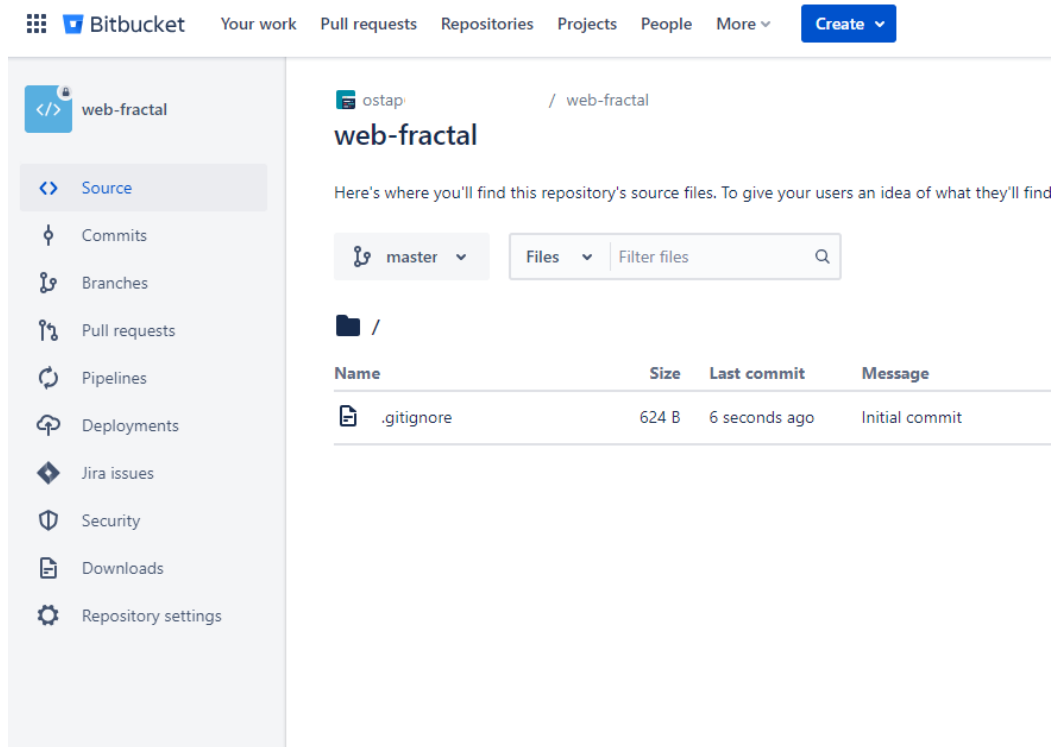 Bitbucket Your work Pull requests Repositories Projects People More Create
web-fractal
Source
Commits
Branches
Pull requests
Pipelines
Deployments
Jira issues
Security
Downloads
Repository settings
ostap / web-fractal
web-fractal
Here's where you'll find this repository's source files. To give your users an idea of what they'll find
master Files Filter files
/
Name Size Last commit Message
.gitignore 624 B 6 seconds ago Initial commit